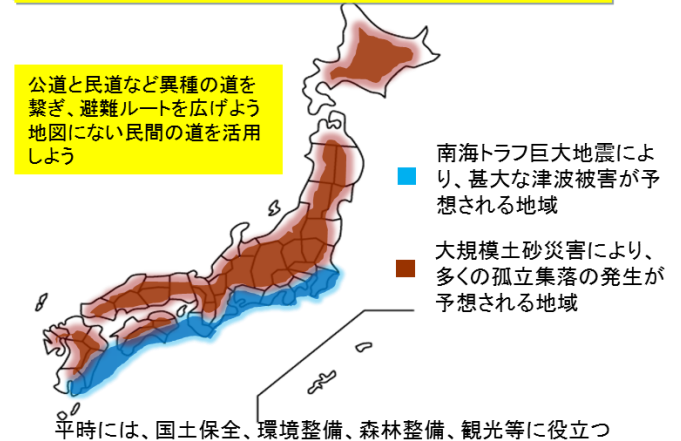 公道と民道など異種の道を
繋ぎ、避難ルートを広げよう
地図にない民間の道を活用
しよう
南海トラフ巨大地震によ
り、甚大な津波被害が予
想される地域
大規模土砂災害により、
多くの孤立集落の発生が
予想される地域
平時には、国土保全、環境整備、森林整備、観光等に役立つ